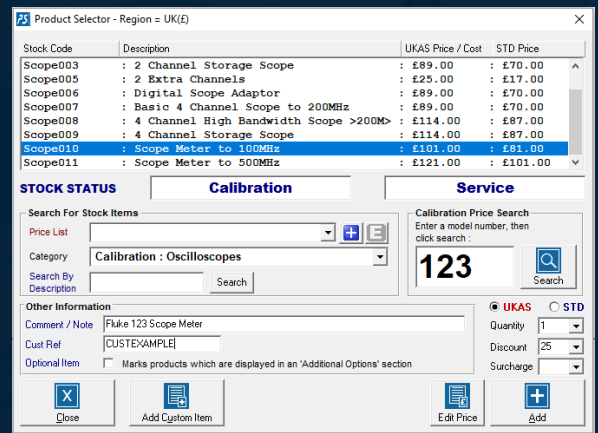 PS Product Selector - Region = UK(£)
Stock Code Description UKAS Price / Cost STD Price
Scope003 : 2 Channel Storage Scope : £89.00 : £70.00
Scope005 : 2 Extra Channels : £25.00 : £17.00
Scope006 : Digital Scope Adaptor : £89.00 : £70.00
Scope007 : Basic 4 Channel Scope to 200MHz : £89.00 : £70.00
Scope008 : 4 Channel High Bandwidth Scope >200M> : £114.00 : £87.00
Scope009 : 4 Channel Storage Scope : £114.00 : £87.00
Scope010 : Scope Meter to 100MHz : £101.00 : £81.00
Scope011 : Scope Meter to 500MHz : £121.00 : £101.00
STOCK STATUS Calibration Service
Search For Stock Items
Price List
E
Category Calibration : Oscilloscopes
Search By
Description
Search
Calibration Price Search
Enter a model number, then
click search :
123
Search
Other Information
Comment / Note Fluke 123 Scope Meter
Cust Ref CUSTEXAMPLE
Optional Item Marks products which are displayed in an 'Additional Options' section
UKAS STD
Quantity 1
Discount 25
Surcharge
Close
Add Custom Item
Edit Price
Add